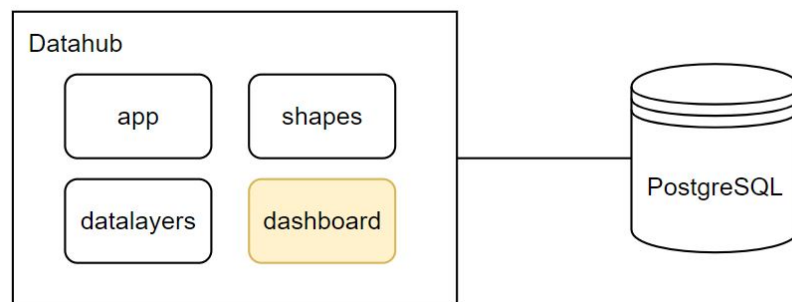 Datahub
app
shapes
datalayers
dashboard
PostgreSQL